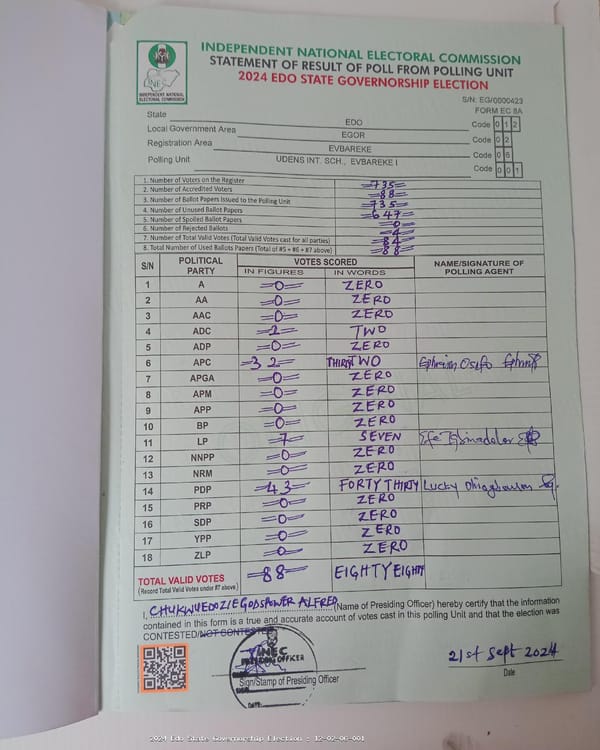 INDEPENDENT NATIONAL ELECTORAL COMMISSION
STATEMENT OF RESULT OF POLL FROM POLLING UNIT
2024 EDO STATE GOVERNORSHIP ELECTION
INEC
INDEPENDENT NATIONAL
ELECTORAL COMMISSION
S/N: EG/0000423
FORM EC 8A
State EDO Code 0 1 2
Local Government Area EGOR Code 0 2
Registration Area EVBAREKE Code 0 6
Polling Unit UDENS INT. SCH., EVBAREKE I Code 0 0 1
1. Number of Voters on the Register =735=
2. Number of Accredited Voters =88=
3. Number of Ballot Papers Issued to the Polling Unit =735=
4. Number of Unused Ballot Papers =647=
5. Number of Spoiled Ballot Papers =0=
6. Number of Rejected Ballots =4=
7. Number of Total Valid Votes (Total Valid Votes cast for all parties) =84=
8. Total Number of Used Ballots Papers (Total of #5 + #6 + #7 above) =88=
S/N POLITICAL PARTY VOTES SCORED NAME/SIGNATURE OF POLLING AGENT
IN FIGURES IN WORDS
1 A =0= ZERO
2 AA =0= ZERO
3 AAC =0= ZERO
4 ADC =2= TWO
5 ADP =0= ZERO
6 APC =32= THIRTY TWO Ephraim Osifo
7 APGA =0= ZERO
8 APM =0= ZERO
9 APP =0= ZERO
10 BP =0= ZERO
11 LP =7= SEVEN
12 NNPP =0= ZERO
13 NRM =0= ZERO
14 PDP =43= FORTY THIRTY Lucky
15 PRP =0= ZERO
16 SDP =0= ZERO
17 YPP =0= ZERO
18 ZLP =0= ZERO
TOTAL VALID VOTES =88= EIGHTY EIGHT
(Record Total Valid Votes under #7 above)
I, CHUKWUEDOZIE GODSPOWER ALFRED (Name of Presiding Officer) hereby certify that the information
contained in this form is a true and accurate account of votes cast in this polling Unit and that the election was
CONTESTED/NOT CONTESTED
INEC
PRESIDING OFFICER
SIGN:
DATE:
Sign/Stamp of Presiding Officer
21st Sept 2024
Date
2024 Edo State Governorship Election : 12-02-06-001